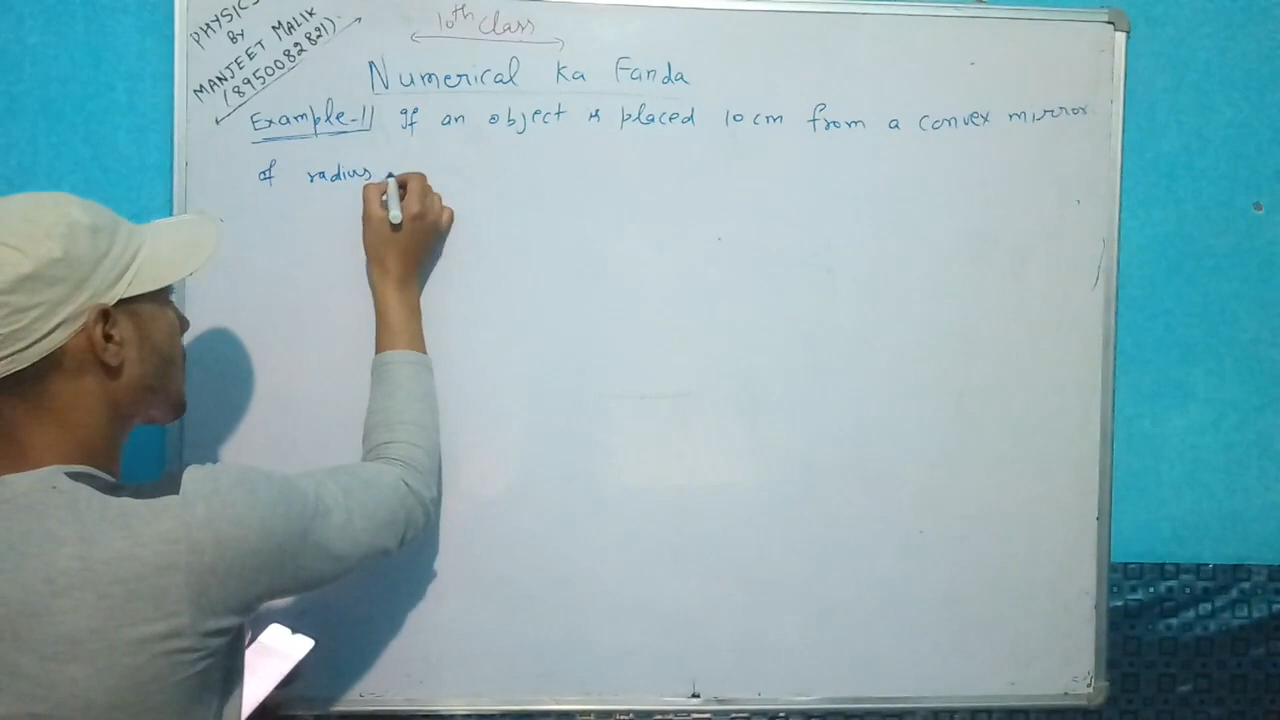 PHYSICS
By
MANJEET MALIK
(8950082821)
10th Class
Numerical ka Fanda
Example-1) If an object is placed 10 cm from a convex mirror
of radius